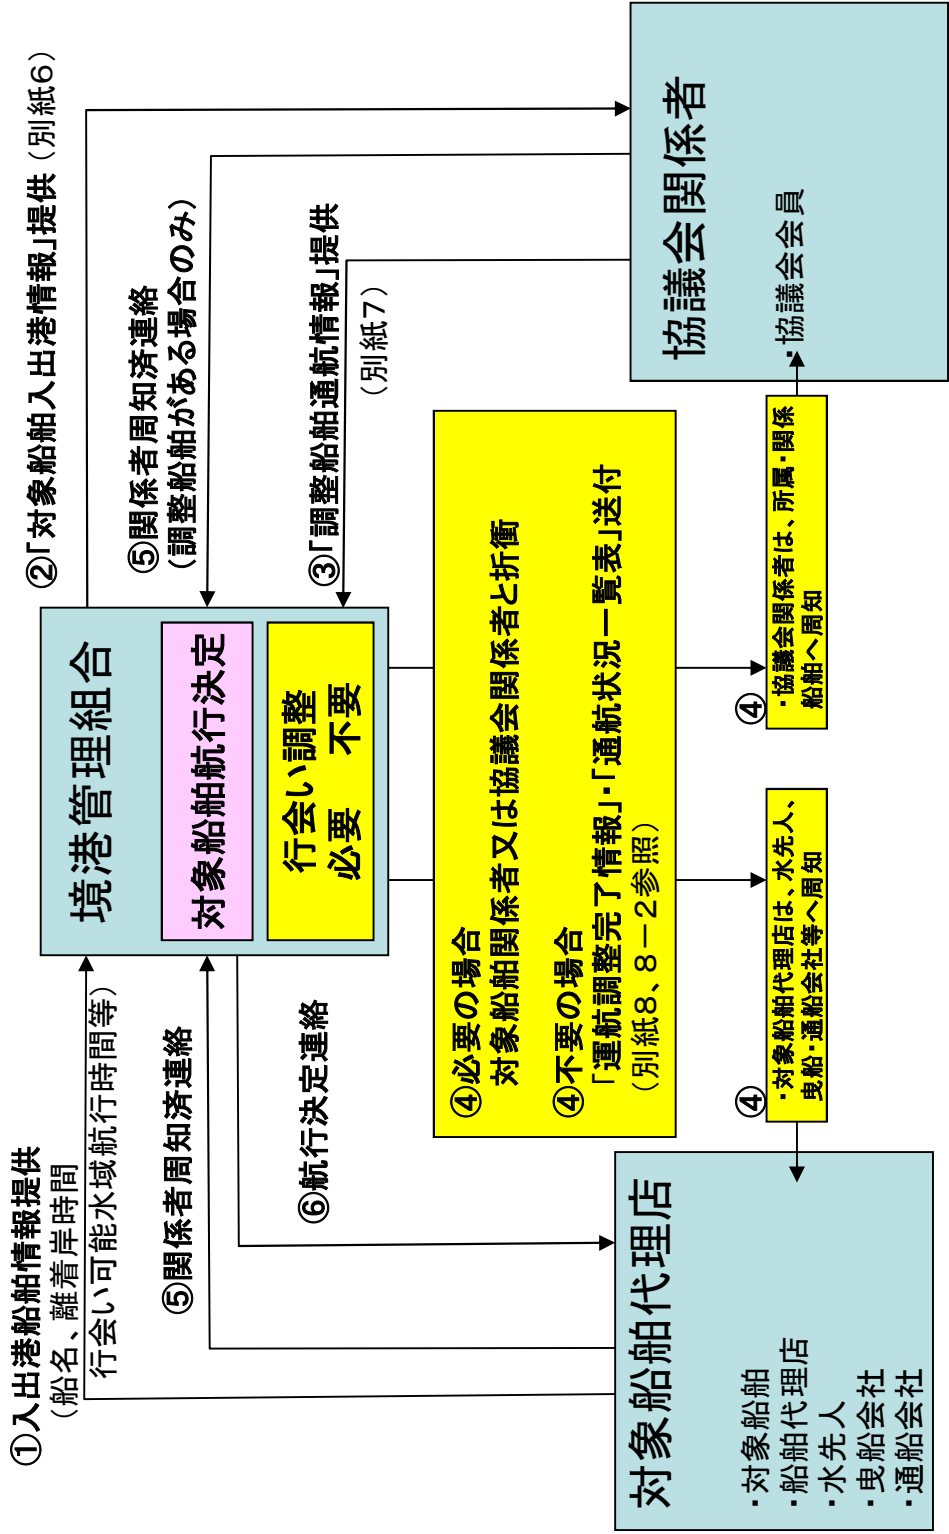 ①入出港船舶情報提供
(船名、離着岸時間
行会い可能水域航行時間等)
②「対象船舶入出港情報」提供(別紙6)
⑤関係者周知済連絡
(調整船舶がある場合のみ)
③「調整船舶通航情報」提供
(別紙7)
境港管理組合
対象船舶航行決定
行会い調整
必要 不要
⑤関係者周知済連絡
⑥航行決定連絡
④必要の場合
対象船舶関係者又は協議会関係者と折衝
④不要の場合
「運航調整完了情報」・「通航状況一覧表」送付
(別紙8、8-2参照)
④
・対象船舶代理店は、水先人、
曳船・通船会社等へ周知
④
・協議会関係者は、所属・関係
船舶へ周知
対象船舶代理店
・対象船舶
・船舶代理店
・水先人
・曳船会社
・通船会社
協議会関係者
・協議会会員